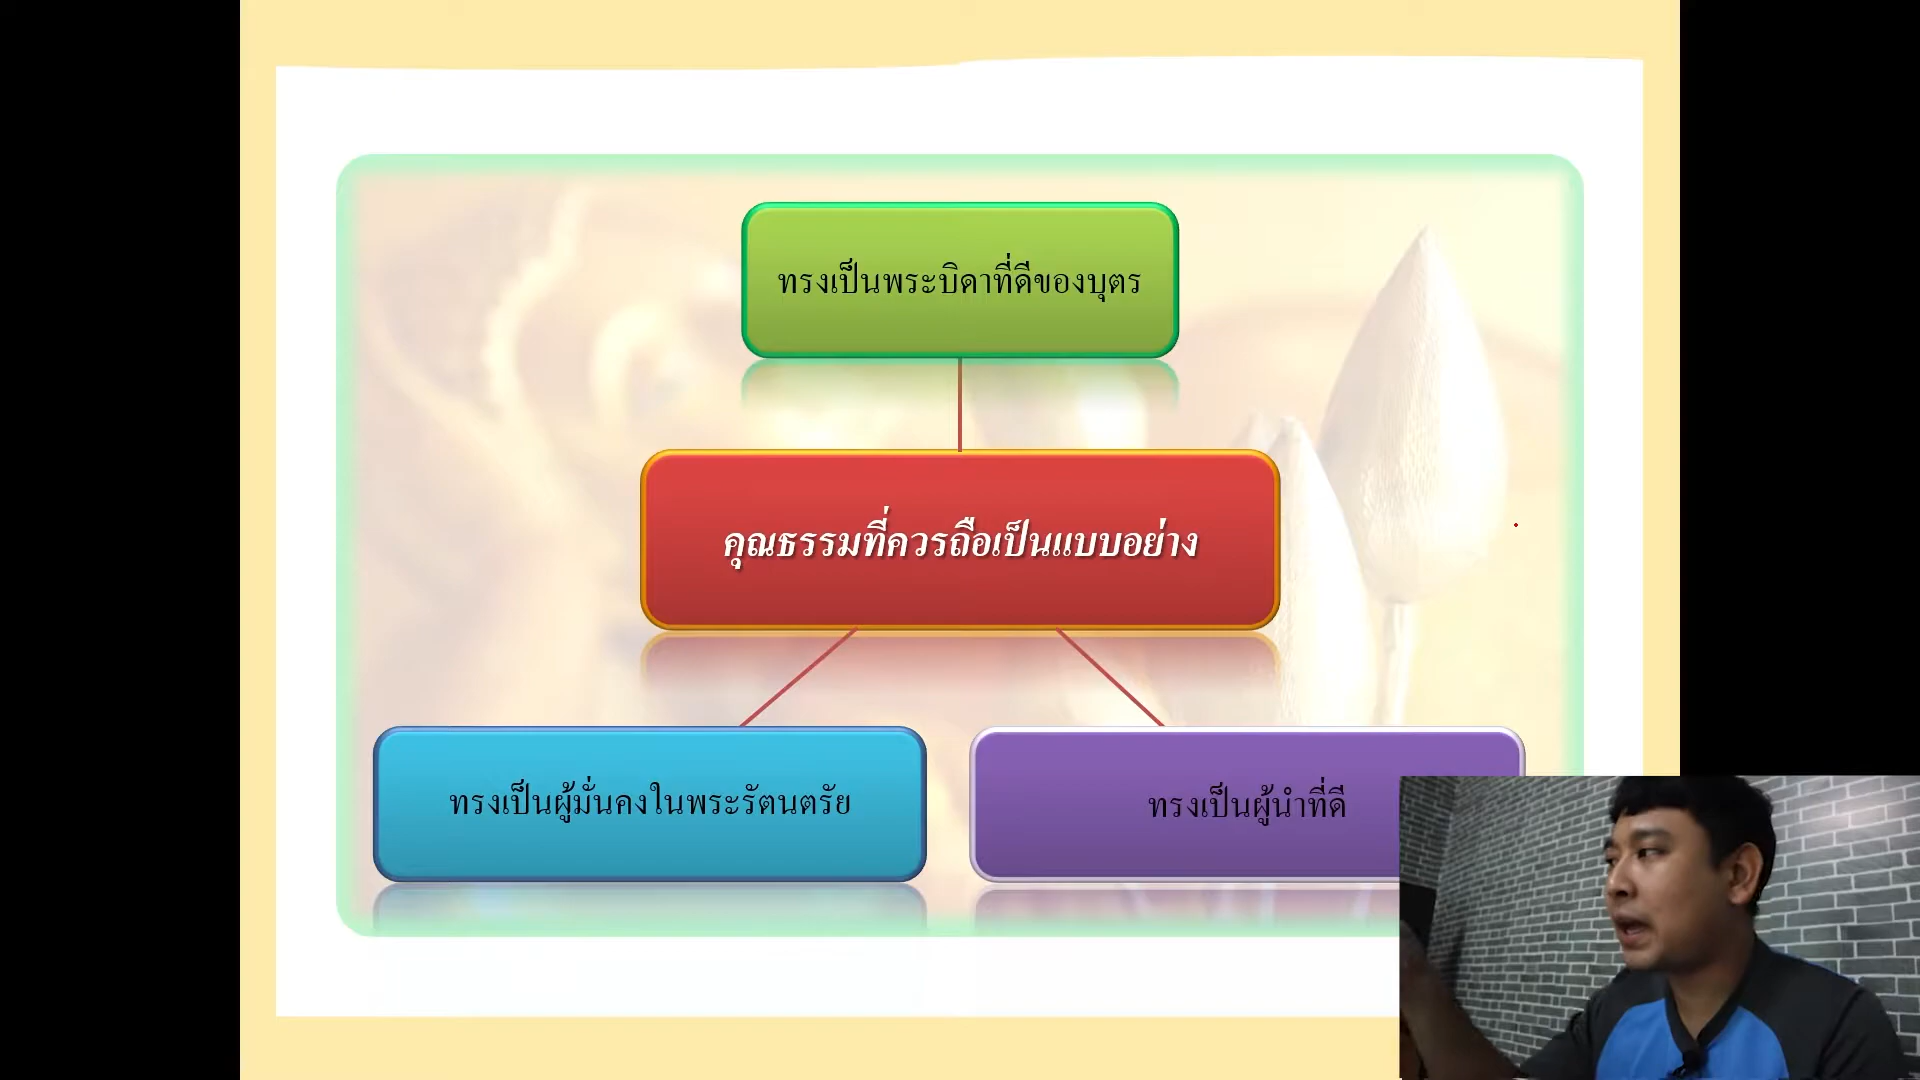 ทรงเป็นพระบิดาที่ดีของบุตร
คุณธรรมที่ควรถือเป็นแบบอย่าง
ทรงเป็นผู้มั่นคงในพระรัตนตรัย
ทรงเป็นผู้นำที่ดี